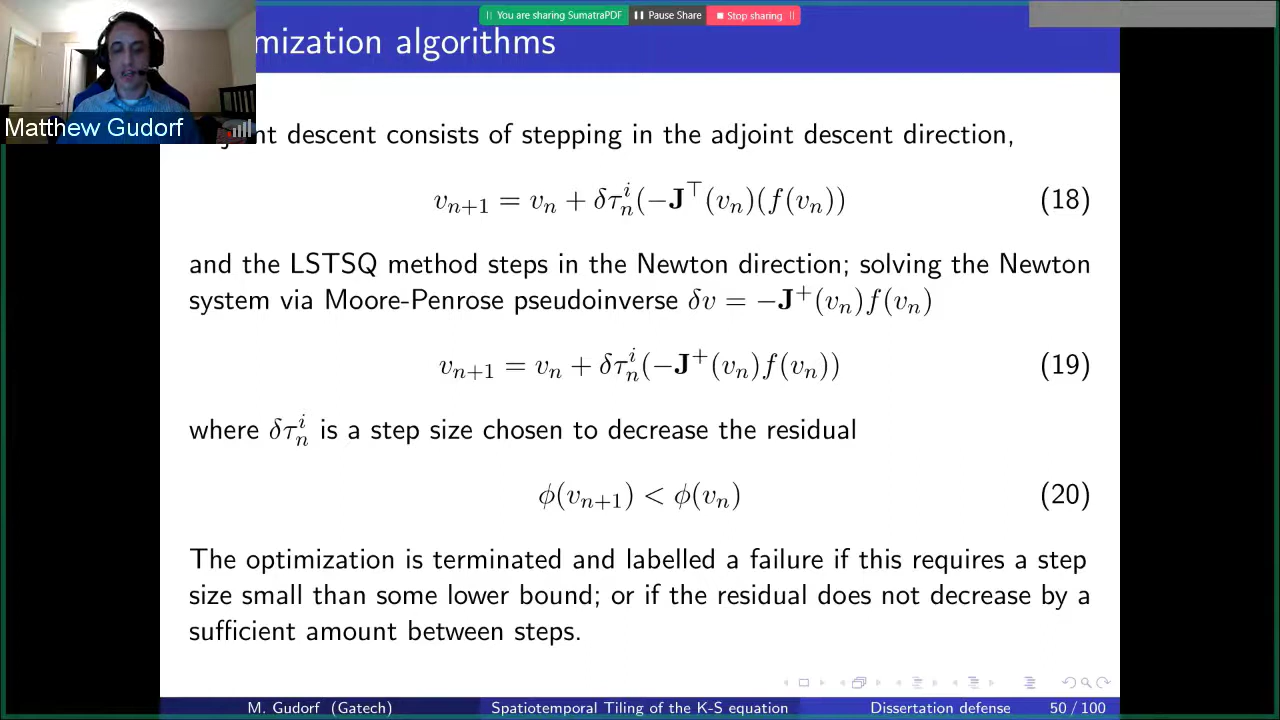 You are sharing SumatraPDF Pause Share Stop sharing
mization algorithms
Matthew Gudorf
descent consists of stepping in the adjoint descent direction,
v_{n+1} = v_n + δτ_n^i(−J^⊤(v_n)(f(v_n)) (18)
and the LSTSQ method steps in the Newton direction; solving the Newton
system via Moore-Penrose pseudoinverse δv = −J^+(v_n)f(v_n)
v_{n+1} = v_n + δτ_n^i(−J^+(v_n)f(v_n)) (19)
where δτ_n^i is a step size chosen to decrease the residual
ϕ(v_{n+1}) < ϕ(v_n) (20)
The optimization is terminated and labelled a failure if this requires a step
size small than some lower bound; or if the residual does not decrease by a
sufficient amount between steps.
M. Gudorf (Gatech) Spatiotemporal Tiling of the K-S equation Dissertation defense 50 / 100